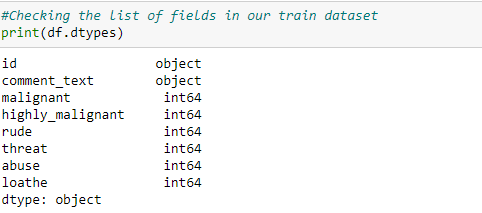 #Checking the list of fields in our train dataset
print(df.dtypes)
id                  object
comment_text        object
malignant            int64
highly_malignant     int64
rude                 int64
threat               int64
abuse                int64
loathe               int64
dtype: object